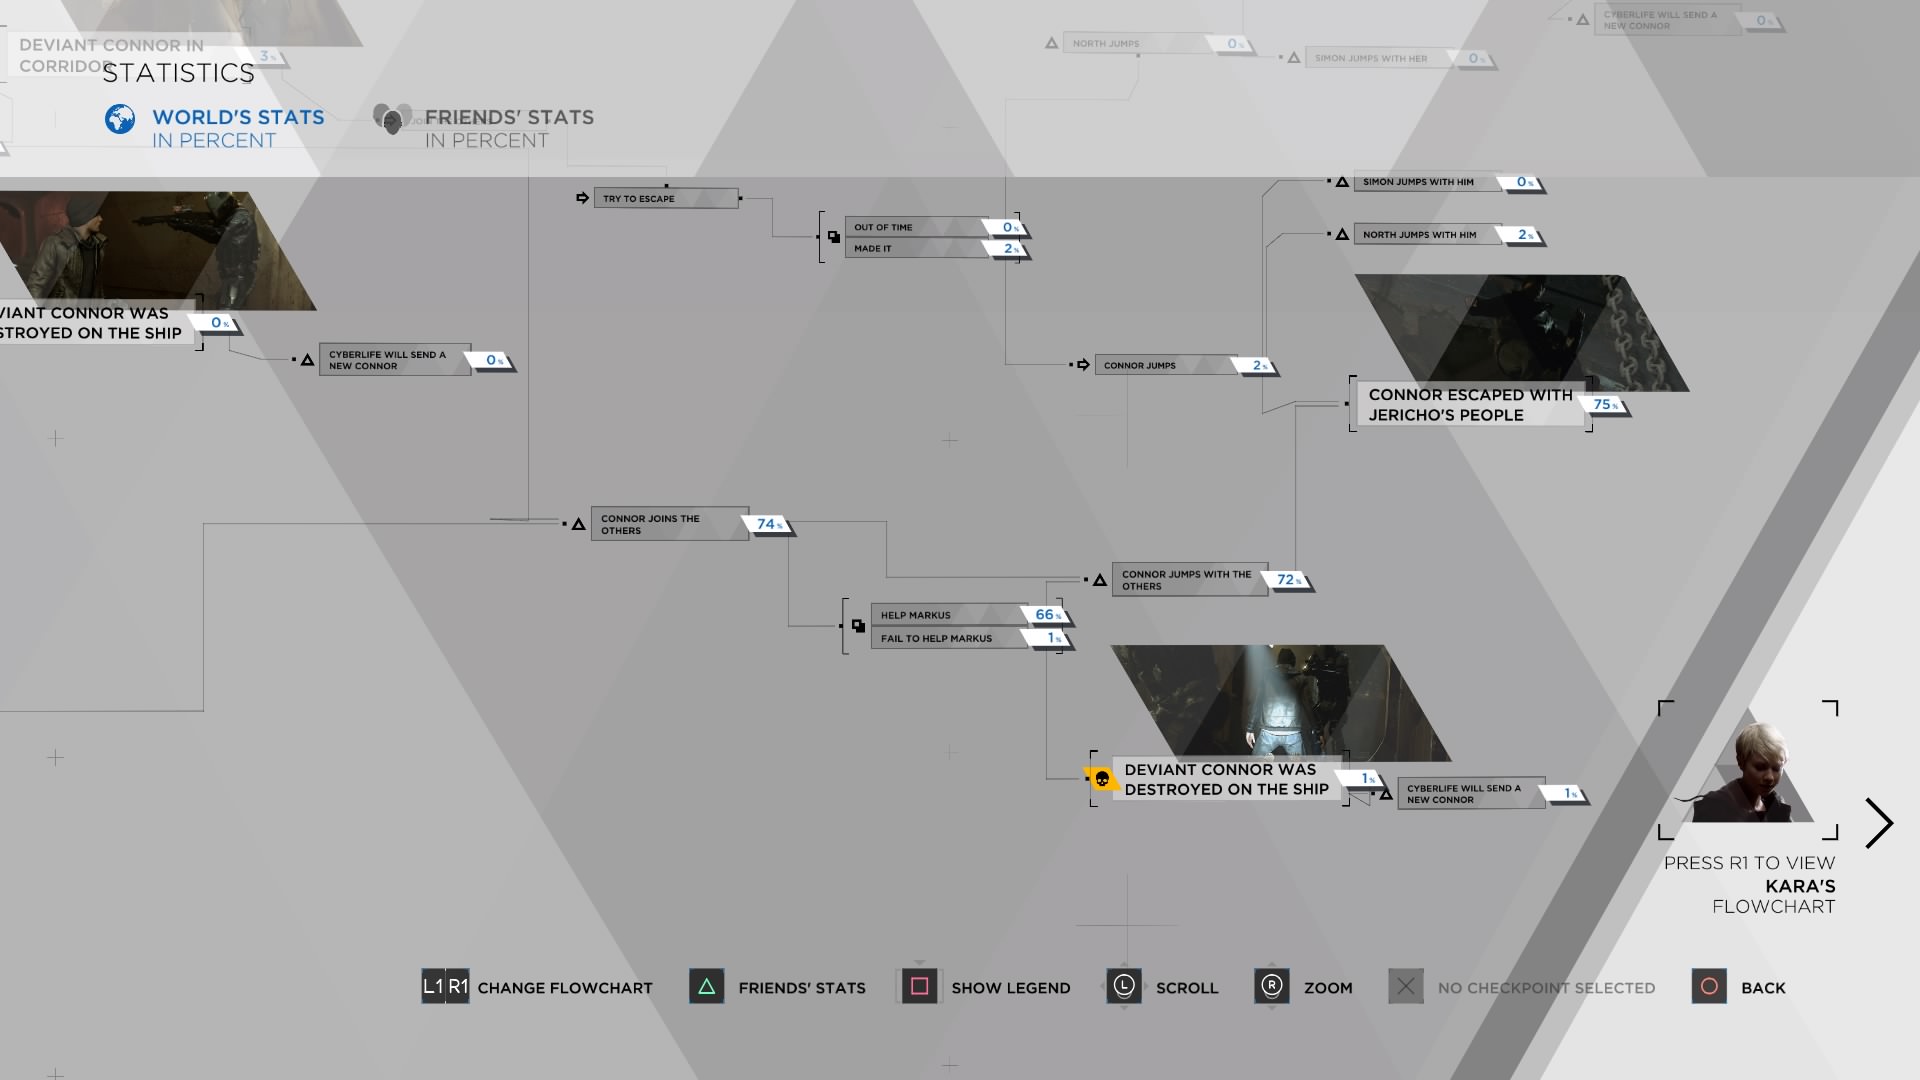 CYBERLIFE WILL SEND A
NEW CONNOR
0%
DEVIANT CONNOR IN
CORRIDOR
3%
NORTH JUMPS
0%
SIMON JUMPS WITH HER
0%
STATISTICS
WORLD'S STATS
IN PERCENT
FRIENDS' STATS
IN PERCENT
SIMON JUMPS WITH HIM
0%
TRY TO ESCAPE
OUT OF TIME
0%
MADE IT
2%
NORTH JUMPS WITH HIM
2%
VIANT CONNOR WAS
STROYED ON THE SHIP
0%
CYBERLIFE WILL SEND A
NEW CONNOR
0%
CONNOR JUMPS
2%
CONNOR ESCAPED WITH
JERICHO'S PEOPLE
75%
CONNOR JOINS THE
OTHERS
74%
CONNOR JUMPS WITH THE
OTHERS
72%
HELP MARKUS
66%
FAIL TO HELP MARKUS
1%
DEVIANT CONNOR WAS
DESTROYED ON THE SHIP
1%
CYBERLIFE WILL SEND A
NEW CONNOR
1%
PRESS R1 TO VIEW
KARA'S
FLOWCHART
L1 R1 CHANGE FLOWCHART
FRIENDS' STATS
SHOW LEGEND
L SCROLL
R ZOOM
NO CHECKPOINT SELECTED
BACK